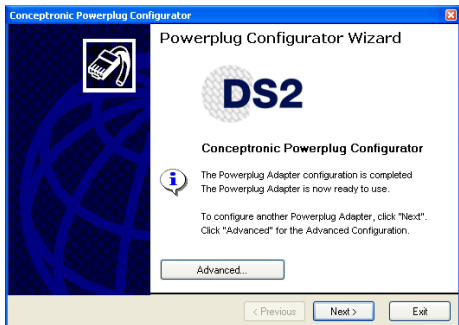 Conceptronic Powerplug Configurator
Powerplug Configurator Wizard
DS2
Conceptronic Powerplug Configurator
The Powerplug Adapter configuration is completed
The Powerplug Adapter is now ready to use.
To configure another Powerplug Adapter, click "Next".
Click "Advanced" for the Advanced Configuration.
Advanced...
< Previous Next > Exit